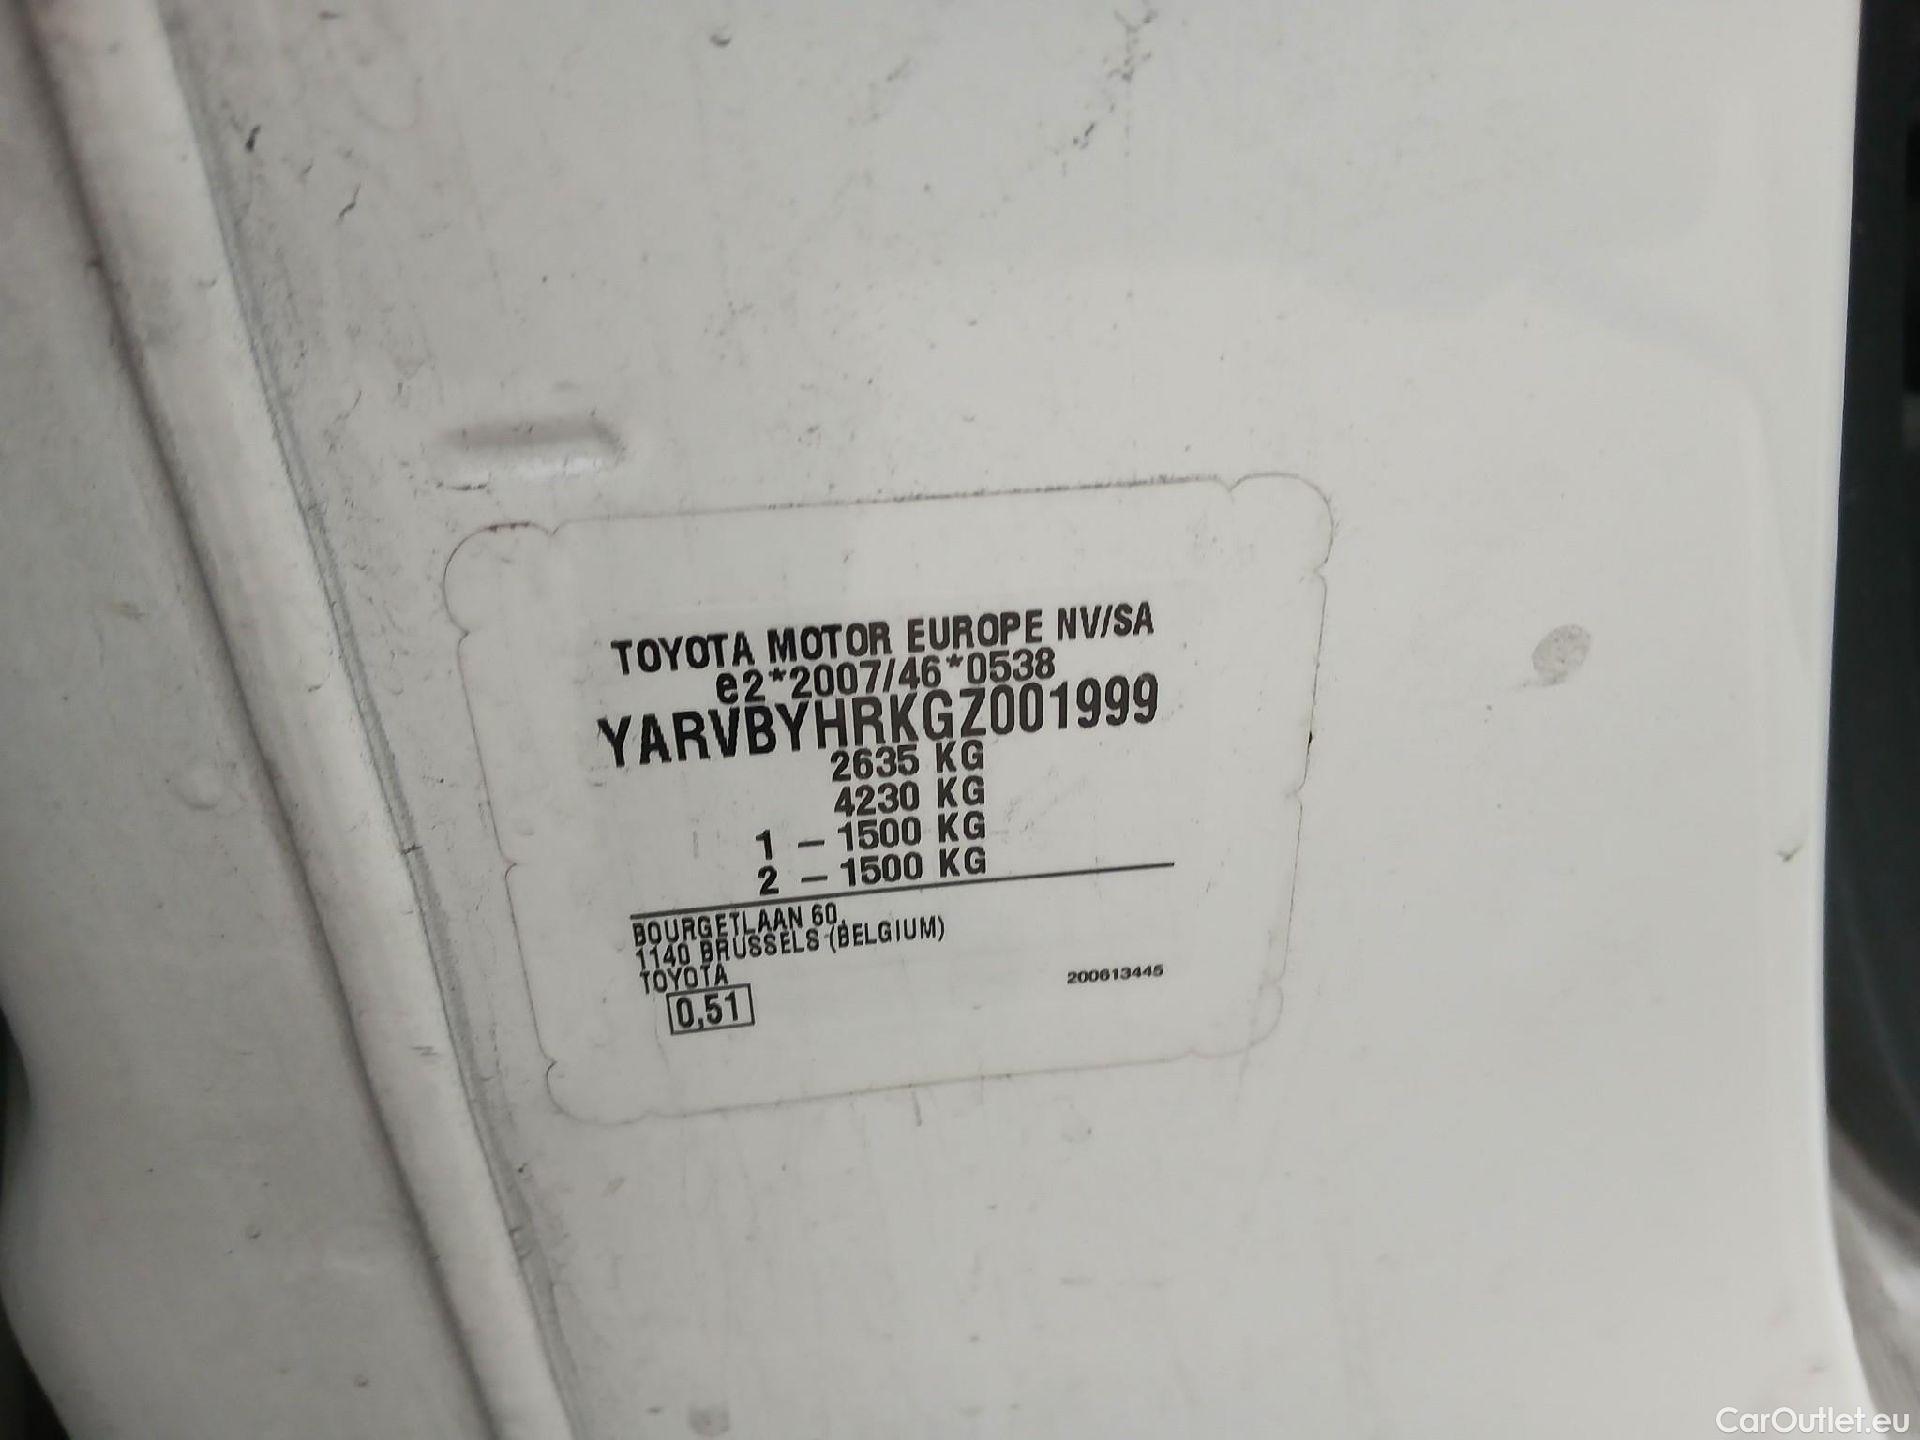 TOYOTA MOTOR EUROPE NV/SA
e2*2007/46*0538
YARVBYHRKGZ001999
2635 KG
4230 KG
1 – 1500 KG
2 – 1500 KG
BOURGETLAAN 60,
1140 BRUSSELS (BELGIUM)
TOYOTA
0,51
200613445
CarOutlet.eu